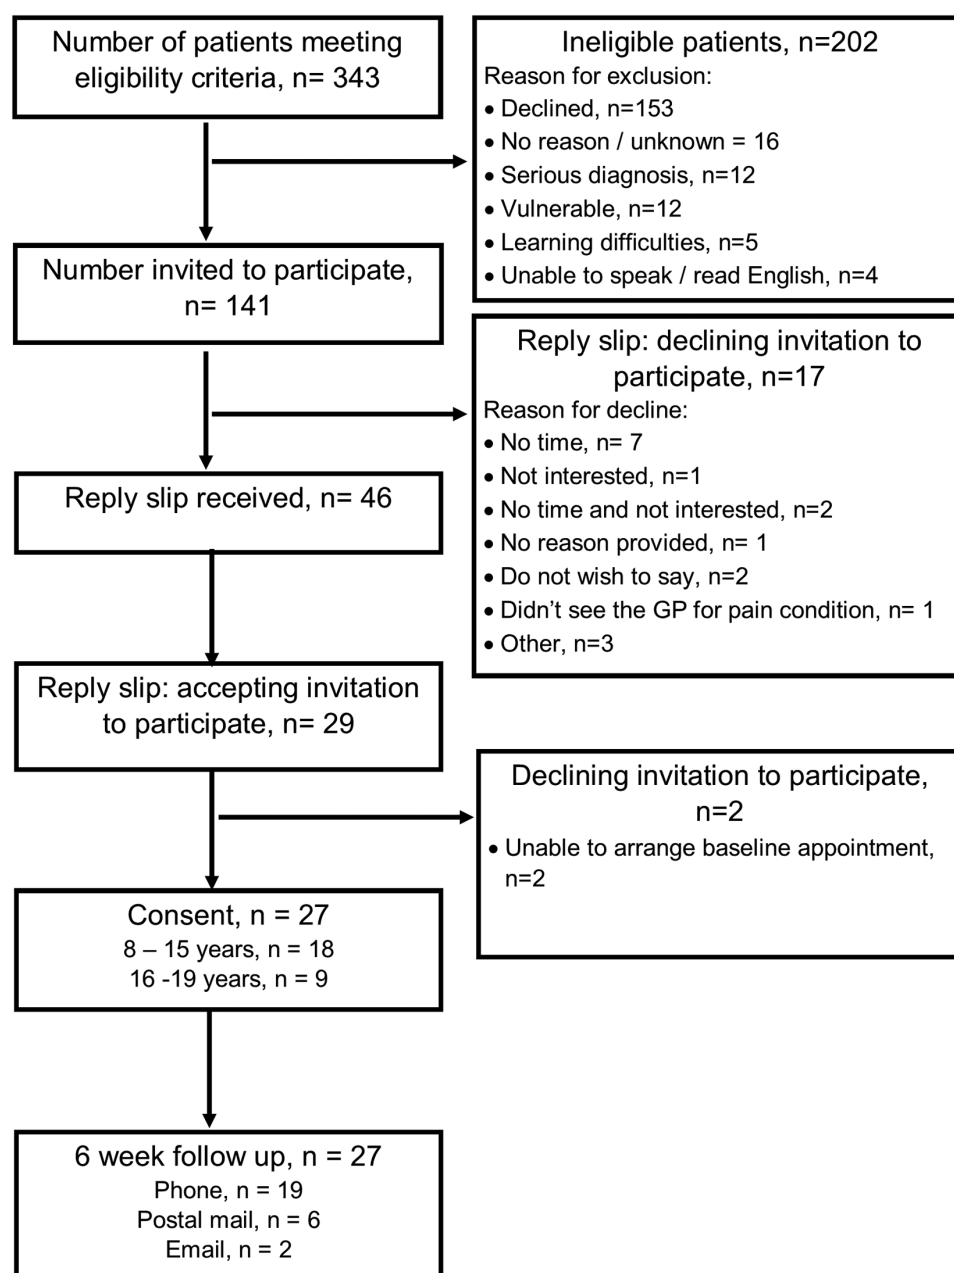 Number of patients meeting
eligibility criteria, n= 343
Ineligible patients, n=202
Reason for exclusion:
• Declined, n=153
• No reason / unknown = 16
• Serious diagnosis, n=12
• Vulnerable, n=12
• Learning difficulties, n=5
• Unable to speak / read English, n=4
Number invited to participate,
n= 141
Reply slip: declining invitation to
participate, n=17
Reason for decline:
• No time, n= 7
• Not interested, n=1
• No time and not interested, n=2
• No reason provided, n= 1
• Do not wish to say, n=2
• Didn’t see the GP for pain condition, n= 1
• Other, n=3
Reply slip received, n= 46
Reply slip: accepting invitation
to participate, n= 29
Declining invitation to participate,
n=2
• Unable to arrange baseline appointment,
n=2
Consent, n = 27
8 – 15 years, n = 18
16 -19 years, n = 9
6 week follow up, n = 27
Phone, n = 19
Postal mail, n = 6
Email, n = 2